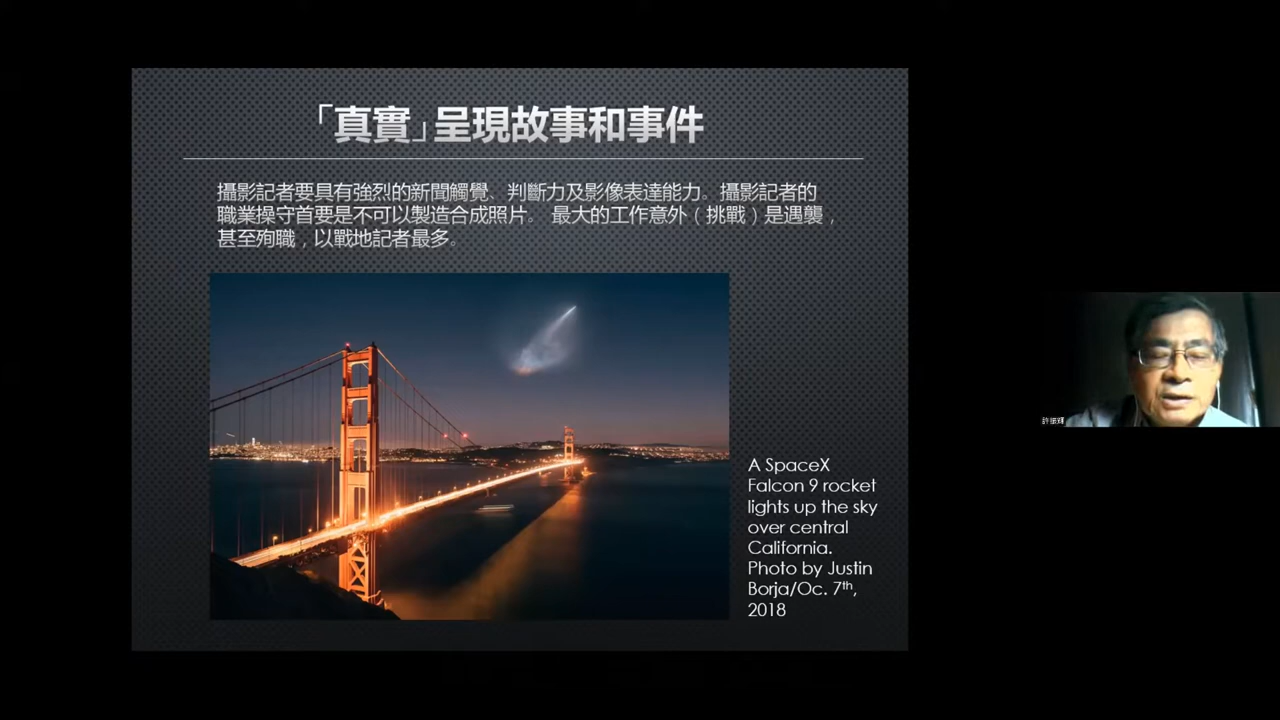 「真實」呈現故事和事件
攝影記者要具有強烈的新聞觸覺、判斷力及影像表達能力。攝影記者的
職業操守首要是不可以製造合成照片。 最大的工作意外（挑戰）是遇襲，
甚至殉職，以戰地記者最多。
A SpaceX
Falcon 9 rocket
lights up the sky
over central
California.
Photo by Justin
Borja/Oc. 7th,
2018